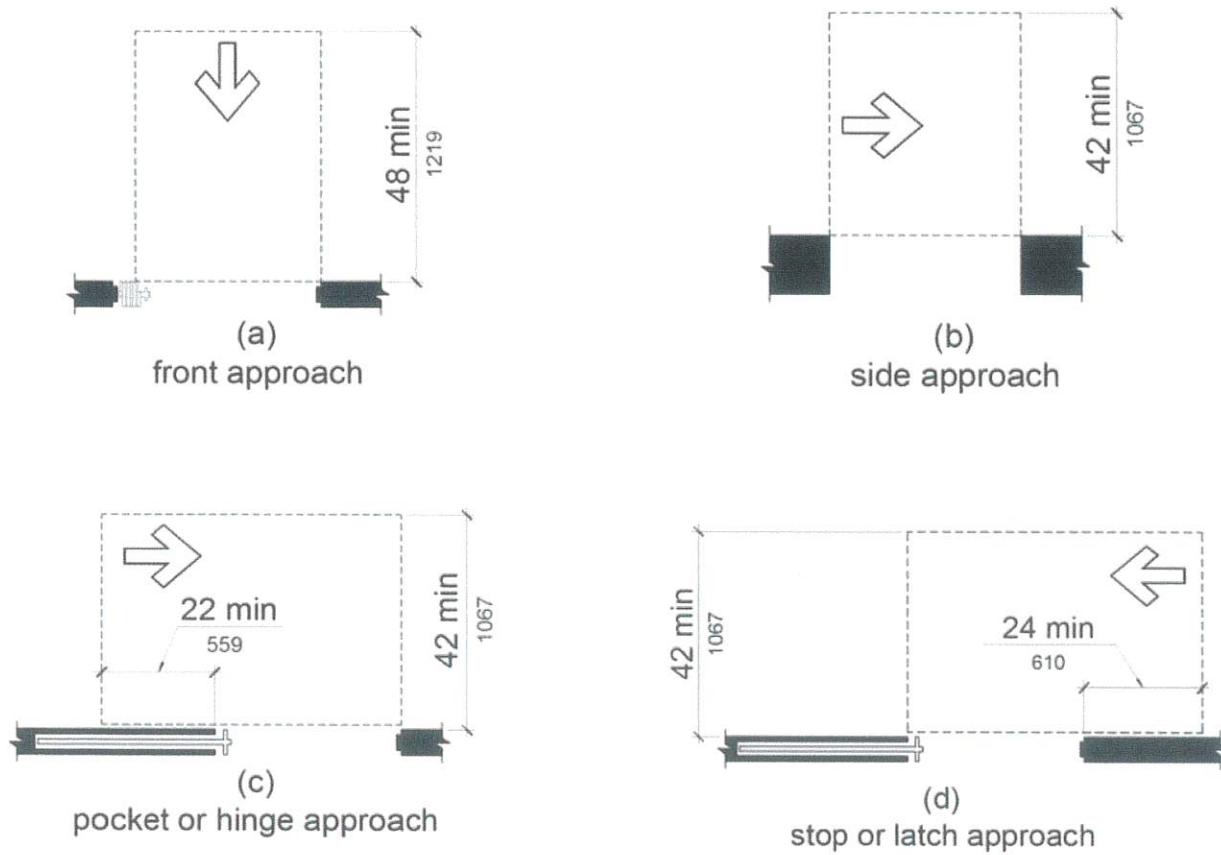 48 min
1219
(a)
front approach
42 min
1067
(b)
side approach
22 min
559
42 min
1067
(c)
pocket or hinge approach
42 min
1067
24 min
610
(d)
stop or latch approach